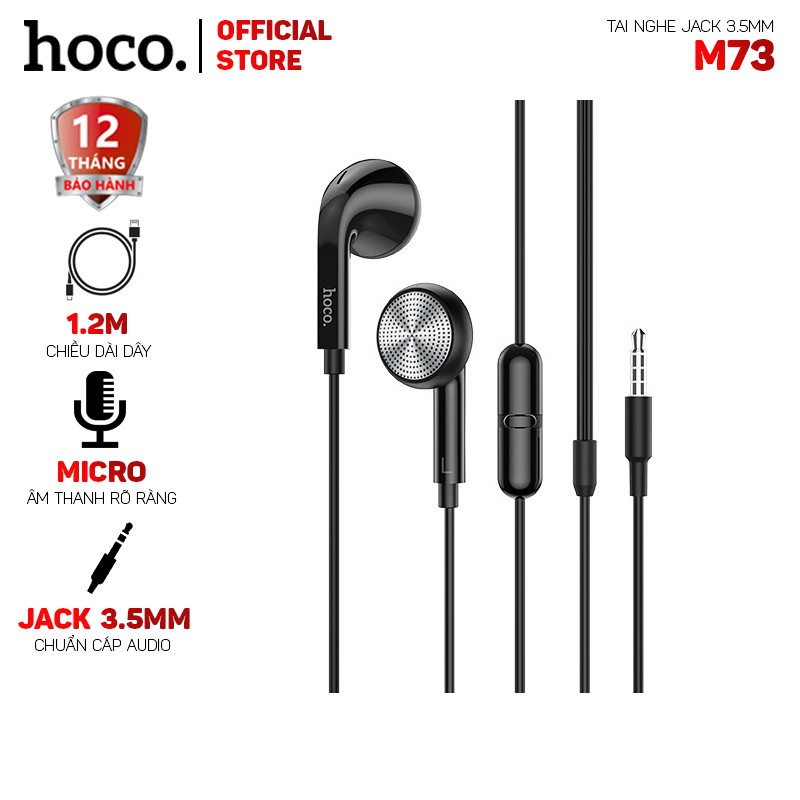 hoco.
OFFICIAL
STORE
TAI NGHE JACK 3.5MM
M73
12
THÁNG
BẢO HÀNH
1.2M
CHIỀU DÀI DÂY
MICRO
ÂM THANH RÕ RÀNG
JACK 3.5MM
CHUẨN CÁP AUDIO
hoco.
L